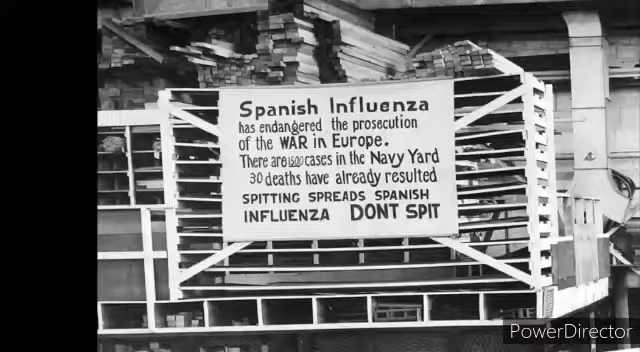 Spanish Influenza
has endangered the prosecution
of the WAR in Europe.
There are 1500 cases in the Navy Yard
30 deaths have already resulted
SPITTING SPREADS SPANISH
INFLUENZA DONT SPIT
PowerDirector